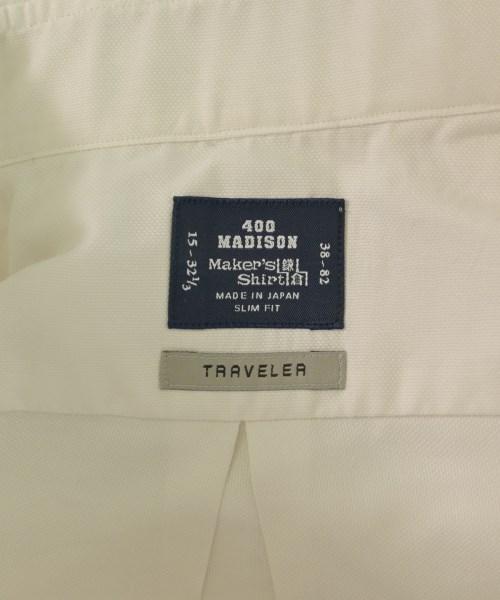 400
MADISON
15-32 1/3
38-82
Maker's 鎌
Shirt 倉
MADE IN JAPAN
SLIM FIT
TRAVELER